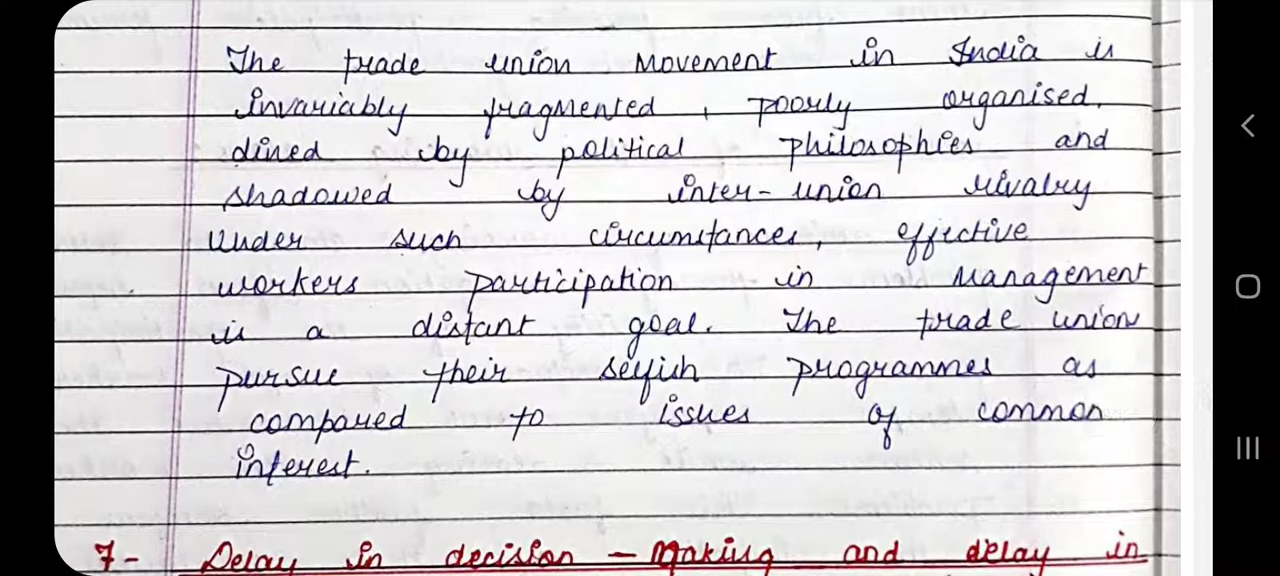 The trade union movement in India is
invariably fragmented, poorly organised.
dined by political philosophies and
shadowed by inter-union rivalry
under such circumstances, effective
workers participation in management
is a distant goal. The trade union
pursue their selfish programmes as
compared to issues of common
interest.
7- Delay in decision - Making and delay in